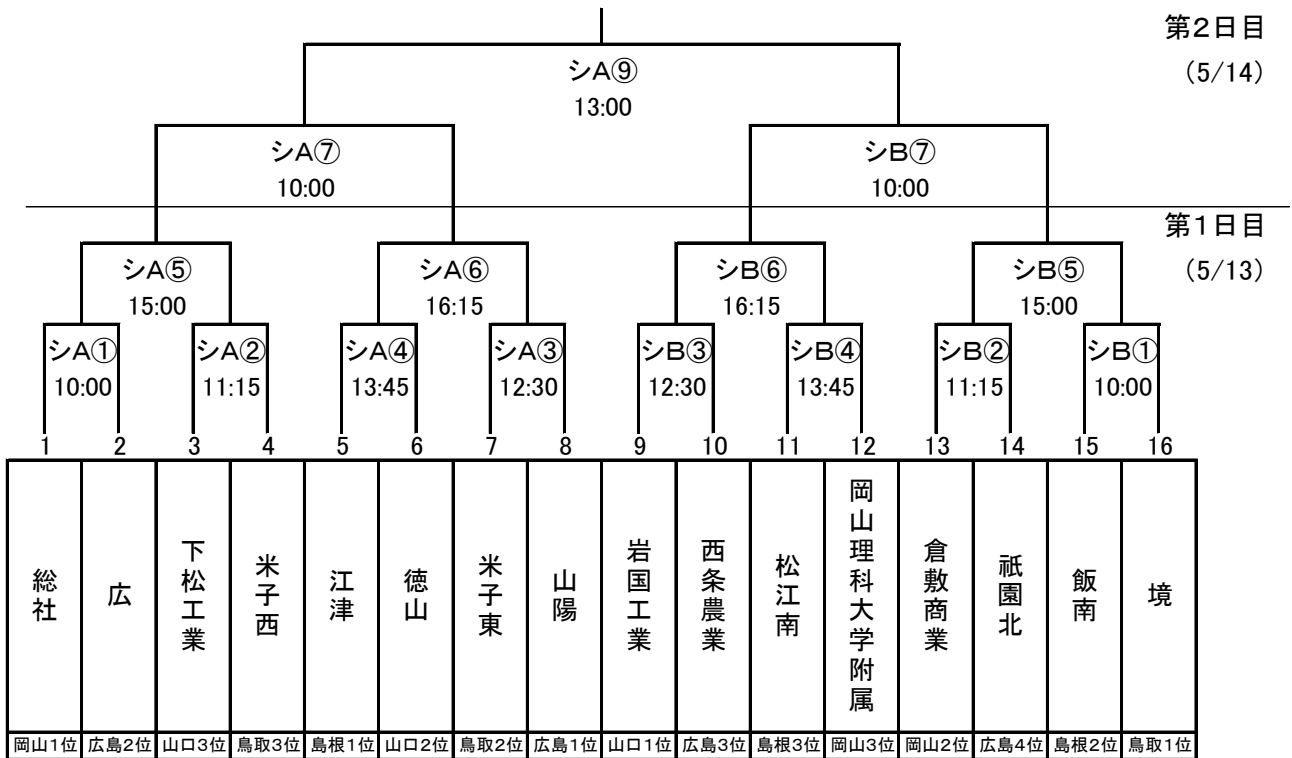 第2日目
(5/14)
シA⑨
13:00
シA⑦
10:00
シB⑦
10:00
第1日目
(5/13)
シA⑤
15:00
シA⑥
16:15
シB⑥
16:15
シB⑤
15:00
シA①
10:00
シA②
11:15
シA④
13:45
シA③
12:30
シB③
12:30
シB④
13:45
シB②
11:15
シB①
10:00
1 2 3 4 5 6 7 8 9 10 11 12 13 14 15 16
総社
広
下松工業
米子西
江津
徳山
米子東
山陽
岩国工業
西条農業
松江南
岡山理科大学附属
倉敷商業
祇園北
飯南
境
岡山1位 広島2位 山口3位 鳥取3位 島根1位 山口2位 鳥取2位 広島1位 山口1位 広島3位 島根3位 岡山3位 岡山2位 広島4位 島根2位 鳥取1位